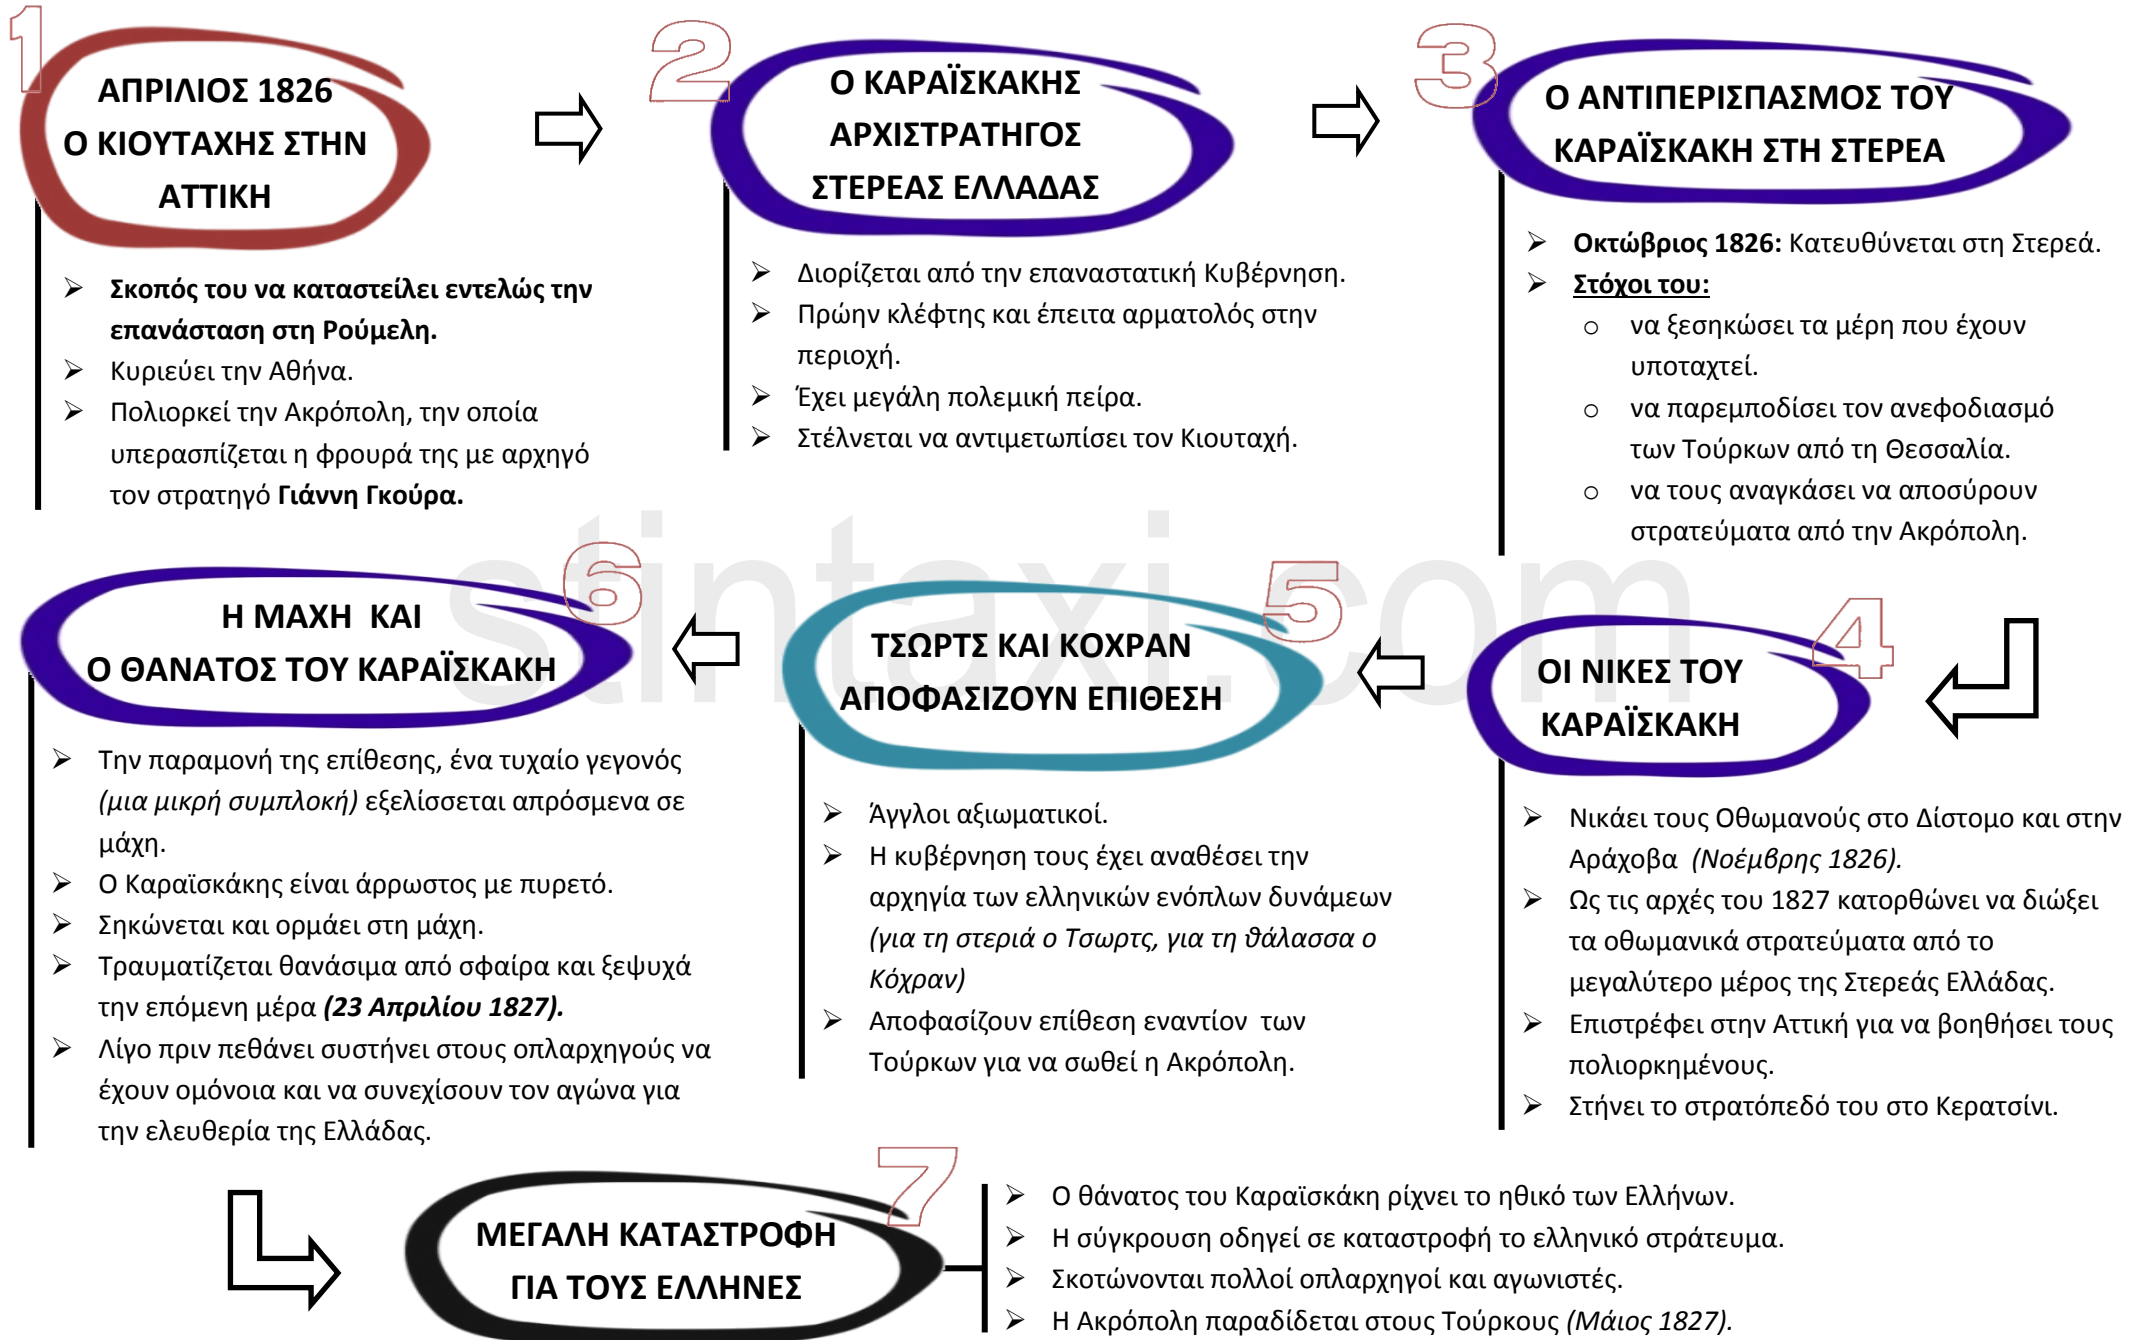 1
ΑΠΡΙΛΙΟΣ 1826
Ο ΚΙΟΥΤΑΧΗΣ ΣΤΗΝ
ΑΤΤΙΚΗ
➢ Σκοπός του να καταστείλει εντελώς την
επανάσταση στη Ρούμελη.
➢ Κυριεύει την Αθήνα.
➢ Πολιορκεί την Ακρόπολη, την οποία
υπερασπίζεται η φρουρά της με αρχηγό
τον στρατηγό Γιάννη Γκούρα.
2
Ο ΚΑΡΑΪΣΚΑΚΗΣ
ΑΡΧΙΣΤΡΑΤΗΓΟΣ
ΣΤΕΡΕΑΣ ΕΛΛΑΔΑΣ
➢ Διορίζεται από την επαναστατική Κυβέρνηση.
➢ Πρώην κλέφτης και έπειτα αρματολός στην
περιοχή.
➢ Έχει μεγάλη πολεμική πείρα.
➢ Στέλνεται να αντιμετωπίσει τον Κιουταχή.
3
Ο ΑΝΤΙΠΕΡΙΣΠΑΣΜΟΣ ΤΟΥ
ΚΑΡΑΪΣΚΑΚΗ ΣΤΗ ΣΤΕΡΕΑ
➢ Οκτώβριος 1826: Κατευθύνεται στη Στερεά.
➢ Στόχοι του:
o να ξεσηκώσει τα μέρη που έχουν
υποταχτεί.
o να παρεμποδίσει τον ανεφοδιασμό
των Τούρκων από τη Θεσσαλία.
o να τους αναγκάσει να αποσύρουν
στρατεύματα από την Ακρόπολη.
stintaxi.com
4
ΟΙ ΝΙΚΕΣ ΤΟΥ
ΚΑΡΑΪΣΚΑΚΗ
➢ Νικάει τους Οθωμανούς στο Δίστομο και στην
Αράχοβα (Νοέμβρης 1826).
➢ Ως τις αρχές του 1827 κατορθώνει να διώξει
τα οθωμανικά στρατεύματα από το
μεγαλύτερο μέρος της Στερεάς Ελλάδας.
➢ Επιστρέφει στην Αττική για να βοηθήσει τους
πολιορκημένους.
➢ Στήνει το στρατόπεδό του στο Κερατσίνι.
5
ΤΣΩΡΤΣ ΚΑΙ ΚΟΧΡΑΝ
ΑΠΟΦΑΣΙΖΟΥΝ ΕΠΙΘΕΣΗ
➢ Άγγλοι αξιωματικοί.
➢ Η κυβέρνηση τους έχει αναθέσει την
αρχηγία των ελληνικών ενόπλων δυνάμεων
(για τη στεριά ο Τσωρτς, για τη θάλασσα ο
Κόχραν)
➢ Αποφασίζουν επίθεση εναντίον των
Τούρκων για να σωθεί η Ακρόπολη.
6
Η ΜΑΧΗ ΚΑΙ
Ο ΘΑΝΑΤΟΣ ΤΟΥ ΚΑΡΑΪΣΚΑΚΗ
➢ Την παραμονή της επίθεσης, ένα τυχαίο γεγονός
(μια μικρή συμπλοκή) εξελίσσεται απρόσμενα σε
μάχη.
➢ Ο Καραϊσκάκης είναι άρρωστος με πυρετό.
➢ Σηκώνεται και ορμάει στη μάχη.
➢ Τραυματίζεται θανάσιμα από σφαίρα και ξεψυχά
την επόμενη μέρα (23 Απριλίου 1827).
➢ Λίγο πριν πεθάνει συστήνει στους οπλαρχηγούς να
έχουν ομόνοια και να συνεχίσουν τον αγώνα για
την ελευθερία της Ελλάδας.
7
ΜΕΓΑΛΗ ΚΑΤΑΣΤΡΟΦΗ
ΓΙΑ ΤΟΥΣ ΕΛΛΗΝΕΣ
➢ Ο θάνατος του Καραϊσκάκη ρίχνει το ηθικό των Ελλήνων.
➢ Η σύγκρουση οδηγεί σε καταστροφή το ελληνικό στράτευμα.
➢ Σκοτώνονται πολλοί οπλαρχηγοί και αγωνιστές.
➢ Η Ακρόπολη παραδίδεται στους Τούρκους (Μάιος 1827).